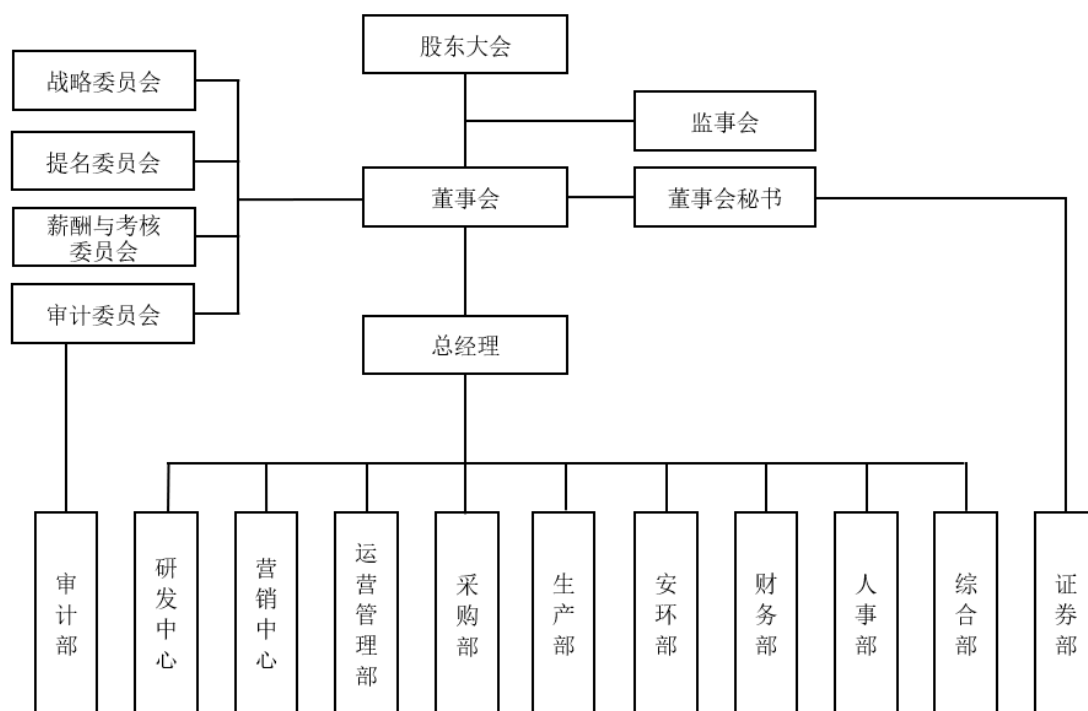 股东大会
战略委员会
监事会
提名委员会
董事会
董事会秘书
薪酬与考核
委员会
审计委员会
总经理
审计部
研发中心
营销中心
运营管理部
采购部
生产部
安环部
财务部
人事部
综合部
证券部